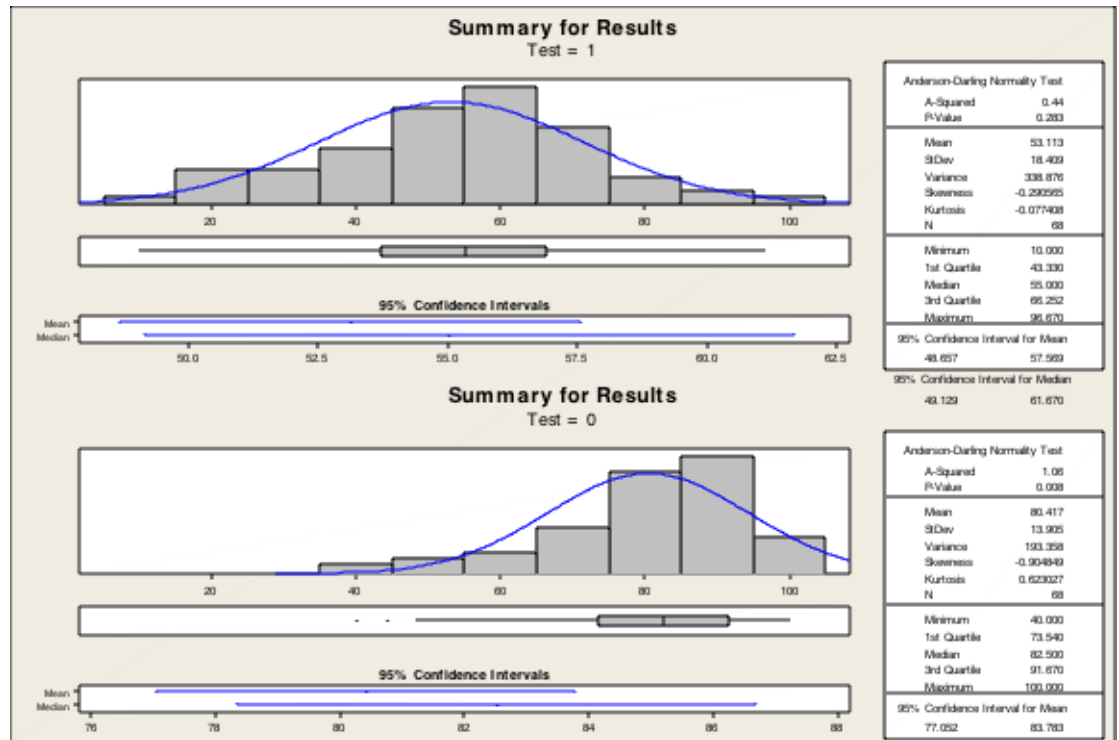 Summary for Results
Test = 1
20 40 60 80 100
95% Confidence Intervals
Mean
Median
50.0 52.5 55.0 57.5 60.0 62.5
Anderson-Darling Normality Test
A-Squared 0.44
P-Value 0.283
Mean 53.113
StDev 18.409
Variance 338.876
Skewness -0.290565
Kurtosis -0.077408
N 68
Minimum 10.000
1st Quartile 43.330
Median 55.000
3rd Quartile 66.252
Maximum 96.670
95% Confidence Interval for Mean
48.657 57.569
95% Confidence Interval for Median
49.129 61.670
Summary for Results
Test = 0
20 40 60 80 100
95% Confidence Intervals
Mean
Median
76 78 80 82 84 86 88
Anderson-Darling Normality Test
A-Squared 1.06
P-Value 0.008
Mean 80.417
StDev 13.905
Variance 193.358
Skewness -0.904849
Kurtosis 0.623027
N 68
Minimum 40.000
1st Quartile 73.540
Median 82.500
3rd Quartile 91.670
Maximum 100.000
95% Confidence Interval for Mean
77.052 83.783